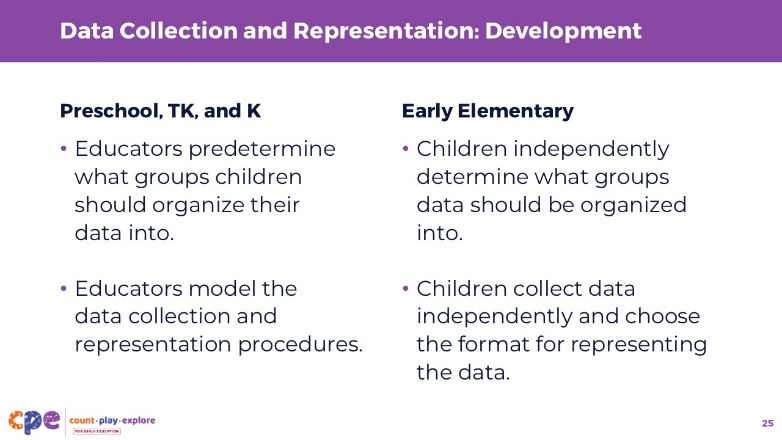 Data Collection and Representation: Development
Preschool, TK, and K
• Educators predetermine
what groups children
should organize their
data into.
• Educators model the
data collection and
representation procedures.
Early Elementary
• Children independently
determine what groups
data should be organized
into.
• Children collect data
independently and choose
the format for representing
the data.
cpe
count•play•explore
FOR EARLY EDUCATION
25